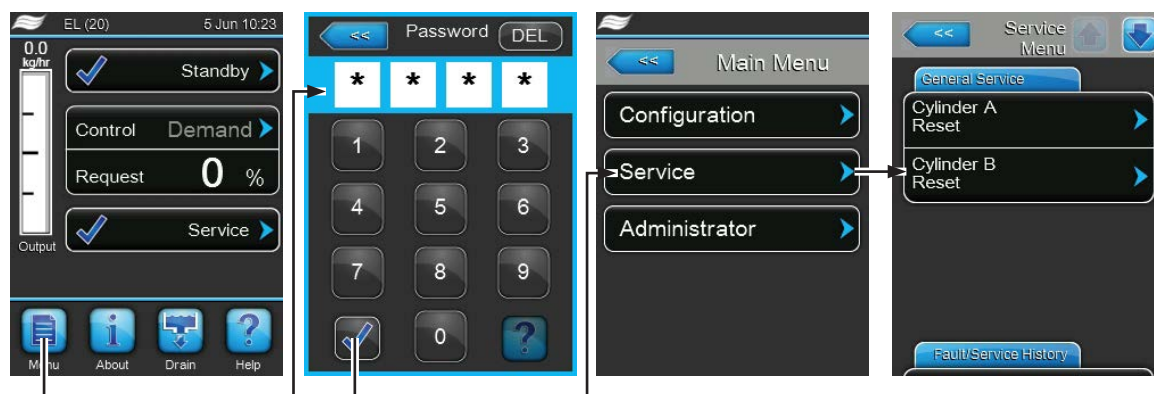 EL (20) 5 Jun 10:23
0.0
kg/hr
Standby
Control Demand
Request 0 %
Service
Output
Menu About Drain Help
<< Password DEL
* * * *
1 2 3
4 5 6
7 8 9
0 ?
<< Main Menu
Configuration
Service
Administrator
<< Service
Menu
General Service
Cylinder A
Reset
Cylinder B
Reset
Fault/Service History